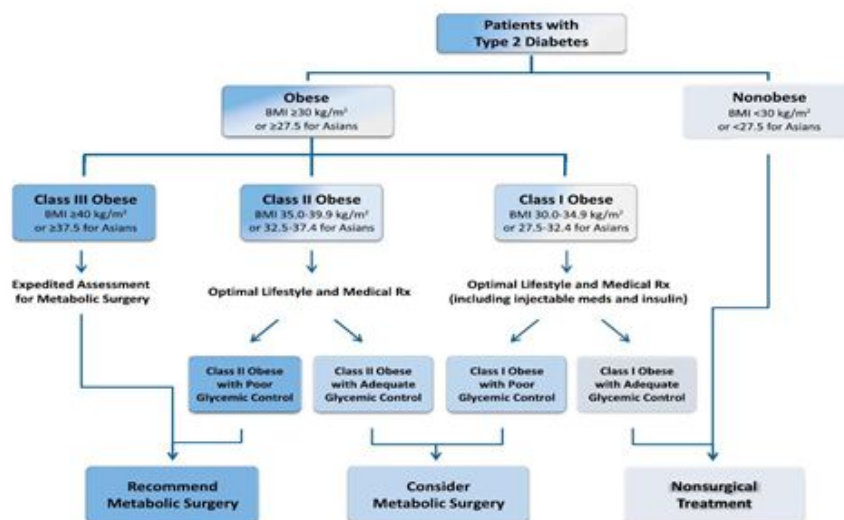 Patients with
Type 2 Diabetes
Obese
BMI ≥30 kg/m²
or ≥27.5 for Asians
Nonobese
BMI <30 kg/m²
or <27.5 for Asians
Class III Obese
BMI ≥40 kg/m²
or ≥37.5 for Asians
Class II Obese
BMI 35.0-39.9 kg/m²
or 32.5-37.4 for Asians
Class I Obese
BMI 30.0-34.9 kg/m²
or 27.5-32.4 for Asians
Expedited Assessment
for Metabolic Surgery
Optimal Lifestyle and Medical Rx
Optimal Lifestyle and Medical Rx
(including injectable meds and insulin)
Class II Obese
with Poor
Glycemic Control
Class II Obese
with Adequate
Glycemic Control
Class I Obese
with Poor
Glycemic Control
Class I Obese
with Adequate
Glycemic Control
Recommend
Metabolic Surgery
Consider
Metabolic Surgery
Nonsurgical
Treatment